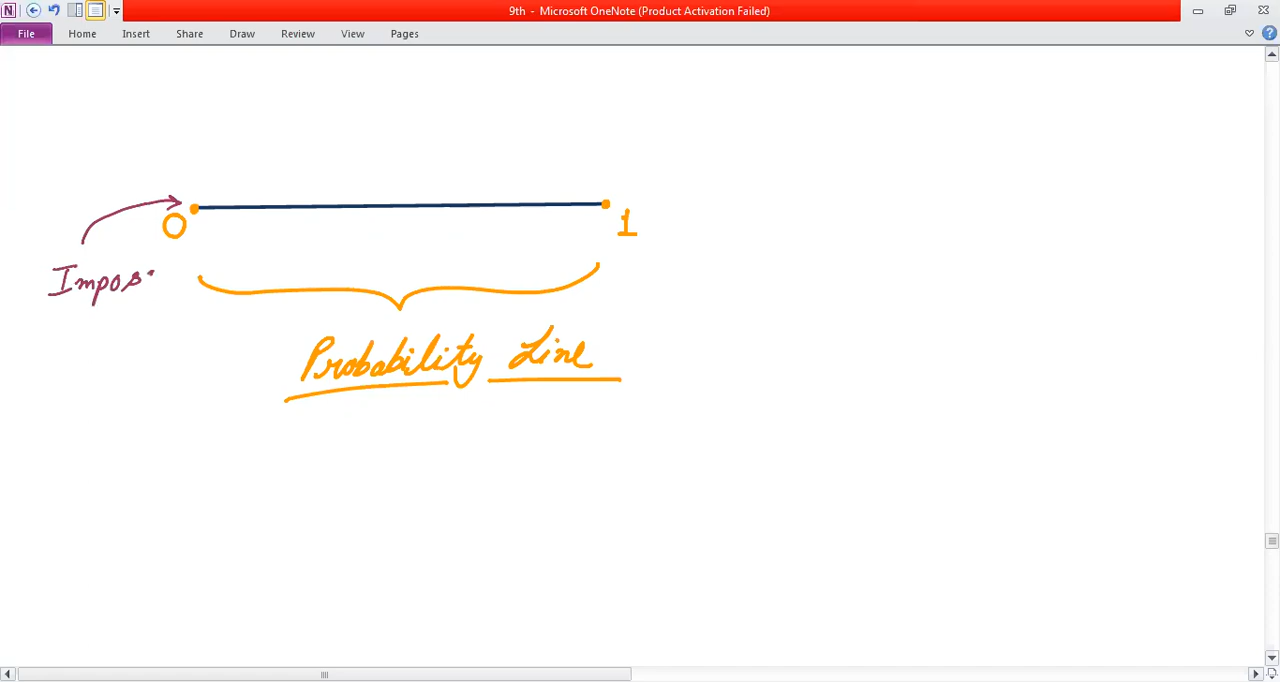 9th - Microsoft OneNote (Product Activation Failed)
File Home Insert Share Draw Review View Pages
0 1
Impos
Probability Line